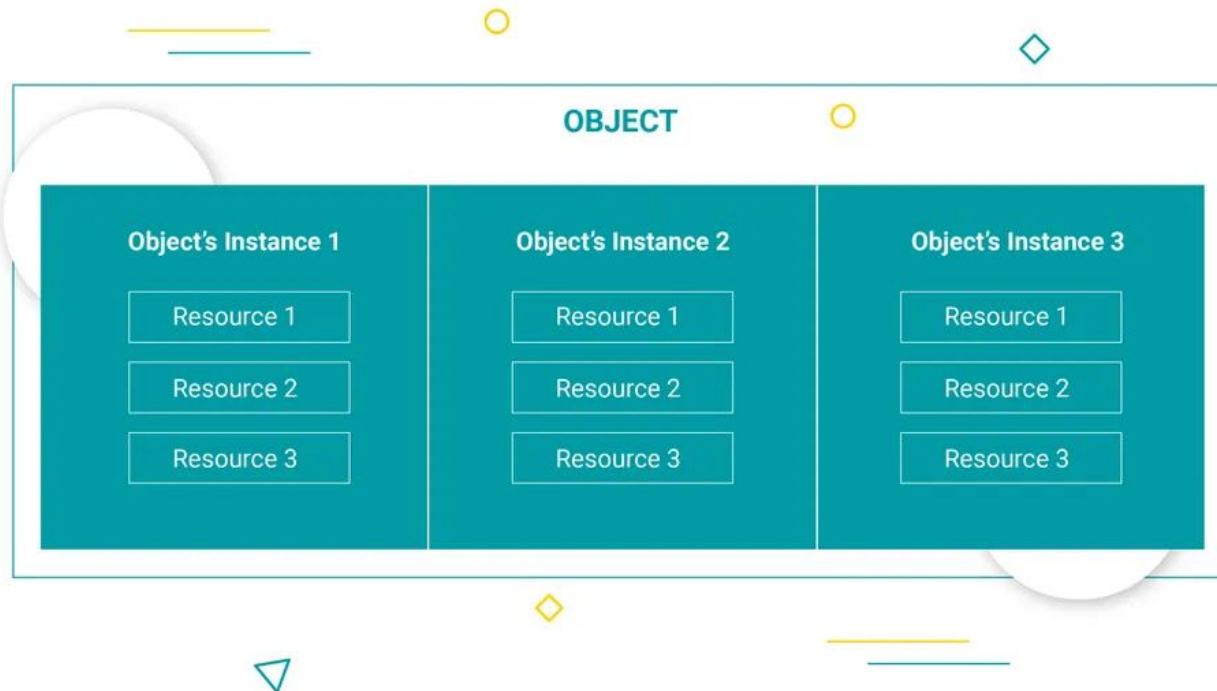 OBJECT
Object's Instance 1
Resource 1
Resource 2
Resource 3
Object's Instance 2
Resource 1
Resource 2
Resource 3
Object's Instance 3
Resource 1
Resource 2
Resource 3